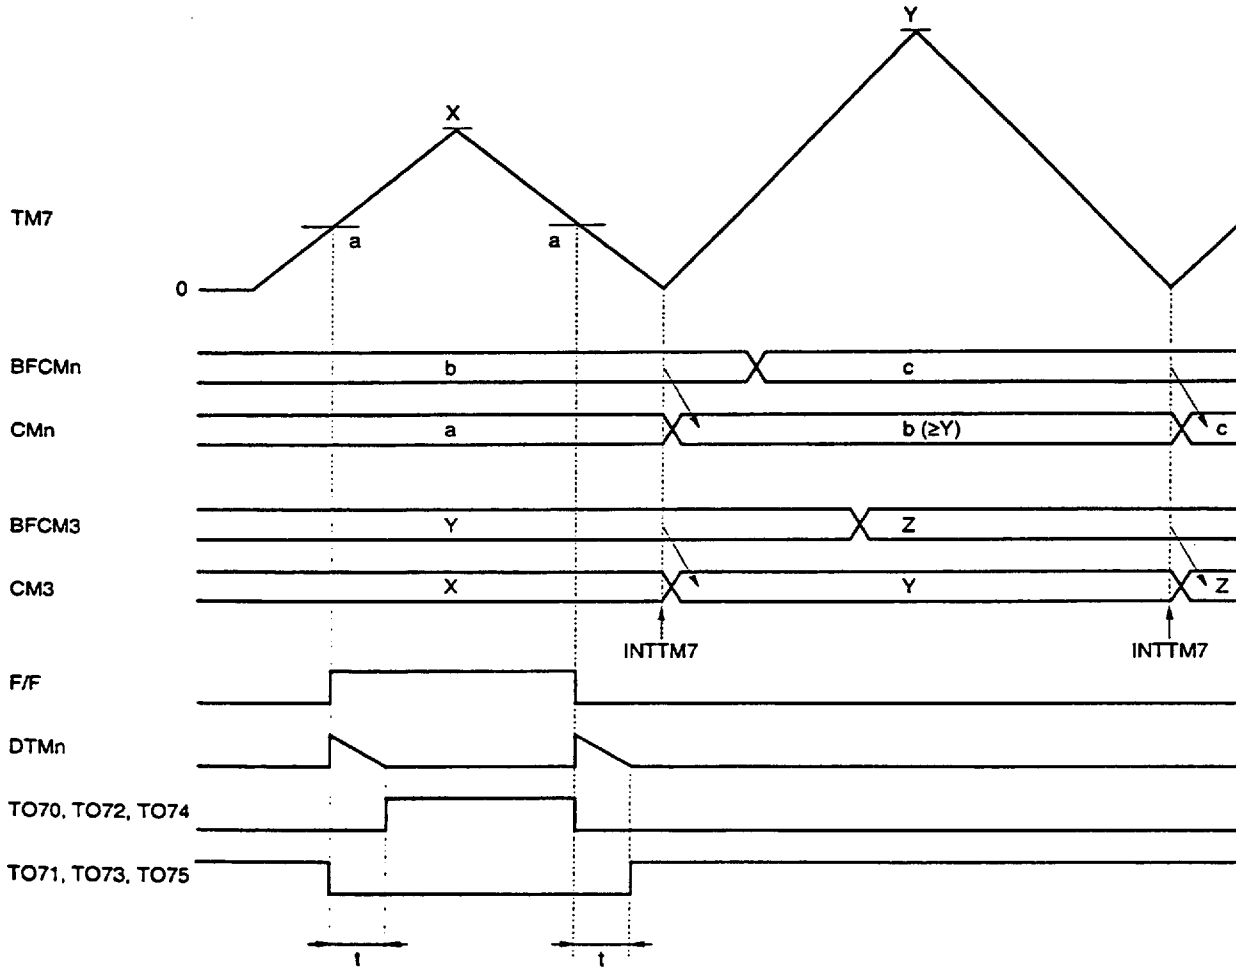 Y
X
TM7
a
a
0
BFCMn
b
c
CMn
a
b (≥Y)
c
BFCM3
Y
Z
CM3
X
Y
Z
INTTM7
INTTM7
F/F
DTMn
TO70, TO72, TO74
TO71, TO73, TO75
t
t